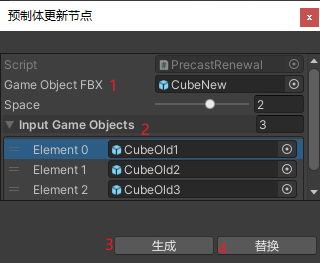 预制体更新节点
x
Script PrecastRenewal
Game Object FBX 1 CubeNew
Space 2
Input Game Objects 2 3
Element 0 CubeOld1
Element 1 CubeOld2
Element 2 CubeOld3
3 生成 4 替换